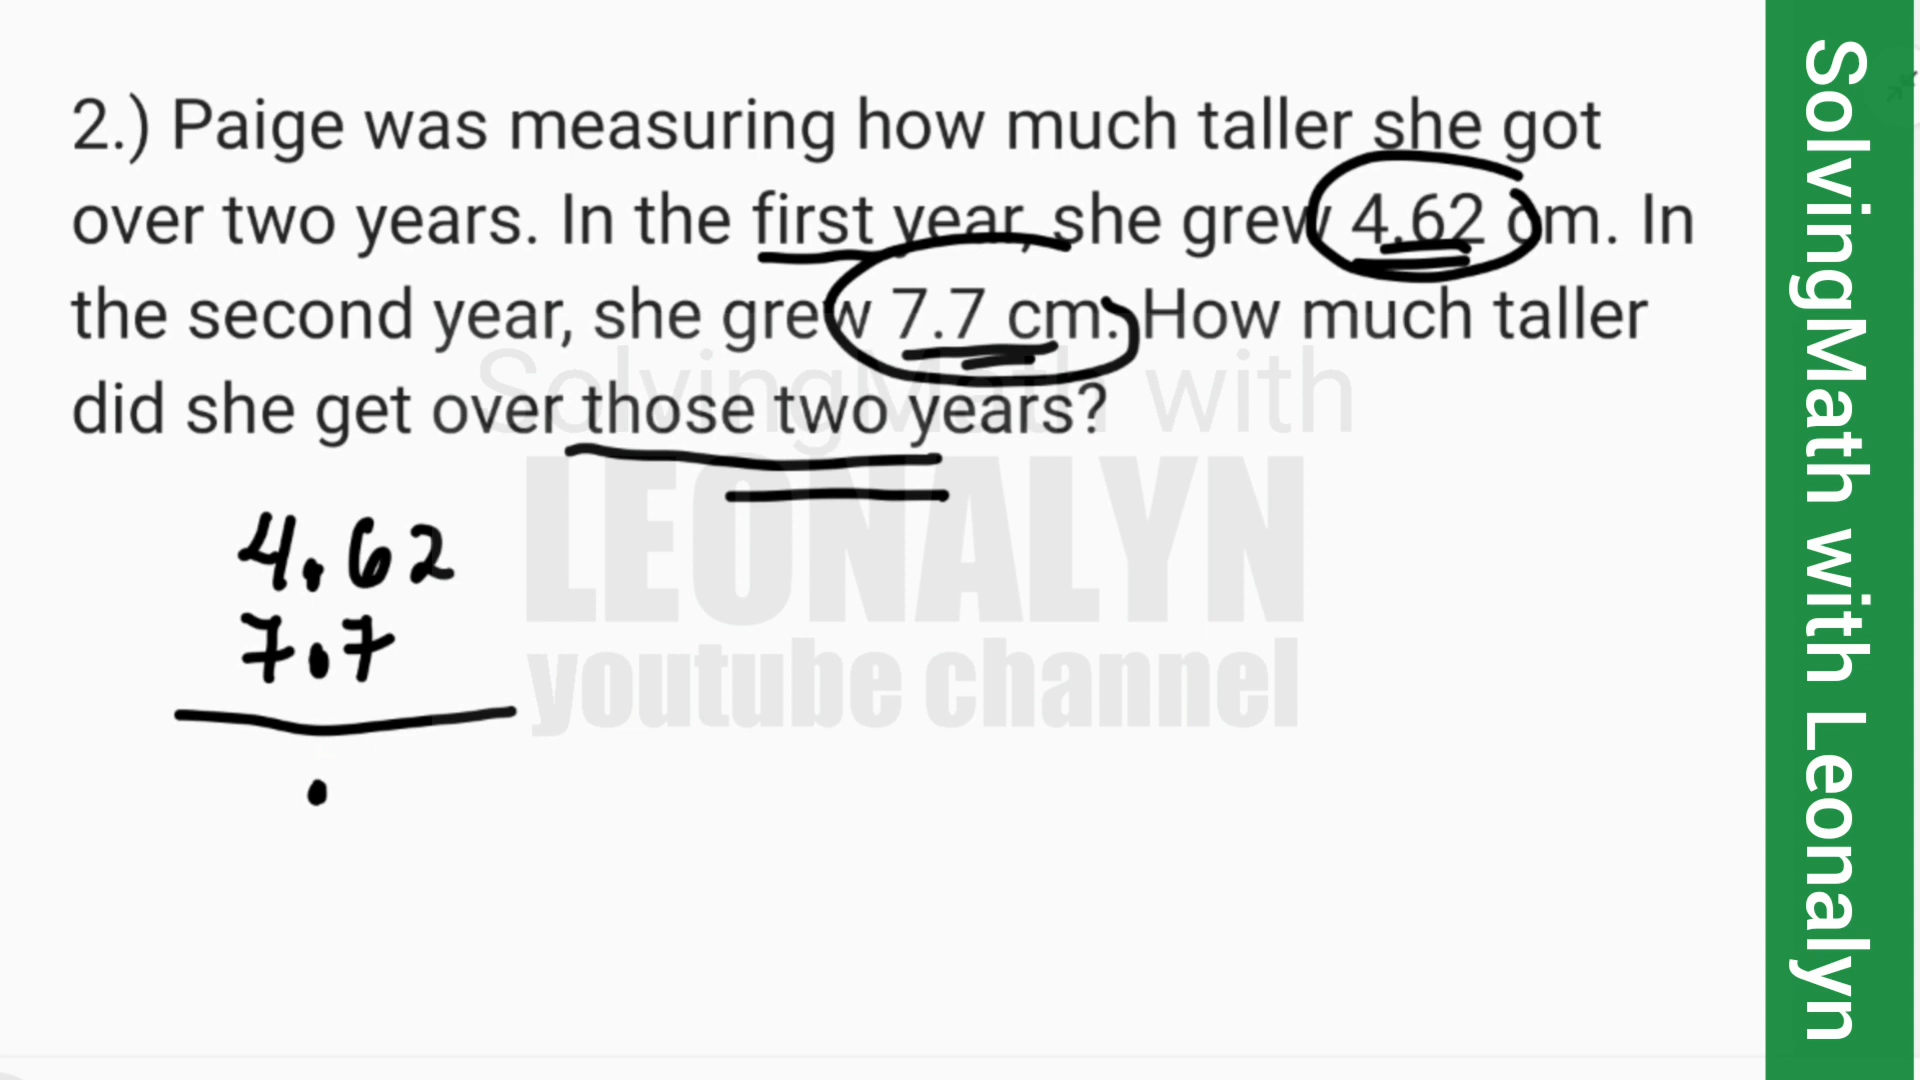 2.) Paige was measuring how much taller she got
over two years. In the first year, she grew 4.62 cm. In
the second year, she grew 7.7 cm. How much taller
did she get over those two years?
SolvingMath with
LEONALYN
youtube channel
4.62
7.7
.
SolvingMath with Leonalyn